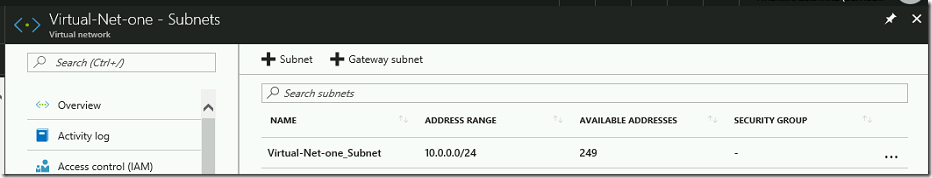 Virtual-Net-one - Subnets
Virtual network
Search (Ctrl+/)
Overview
Activity log
Access control (IAM)
Subnet Gateway subnet
Search subnets
NAME ADDRESS RANGE AVAILABLE ADDRESSES SECURITY GROUP
Virtual-Net-one_Subnet 10.0.0.0/24 249 - ...